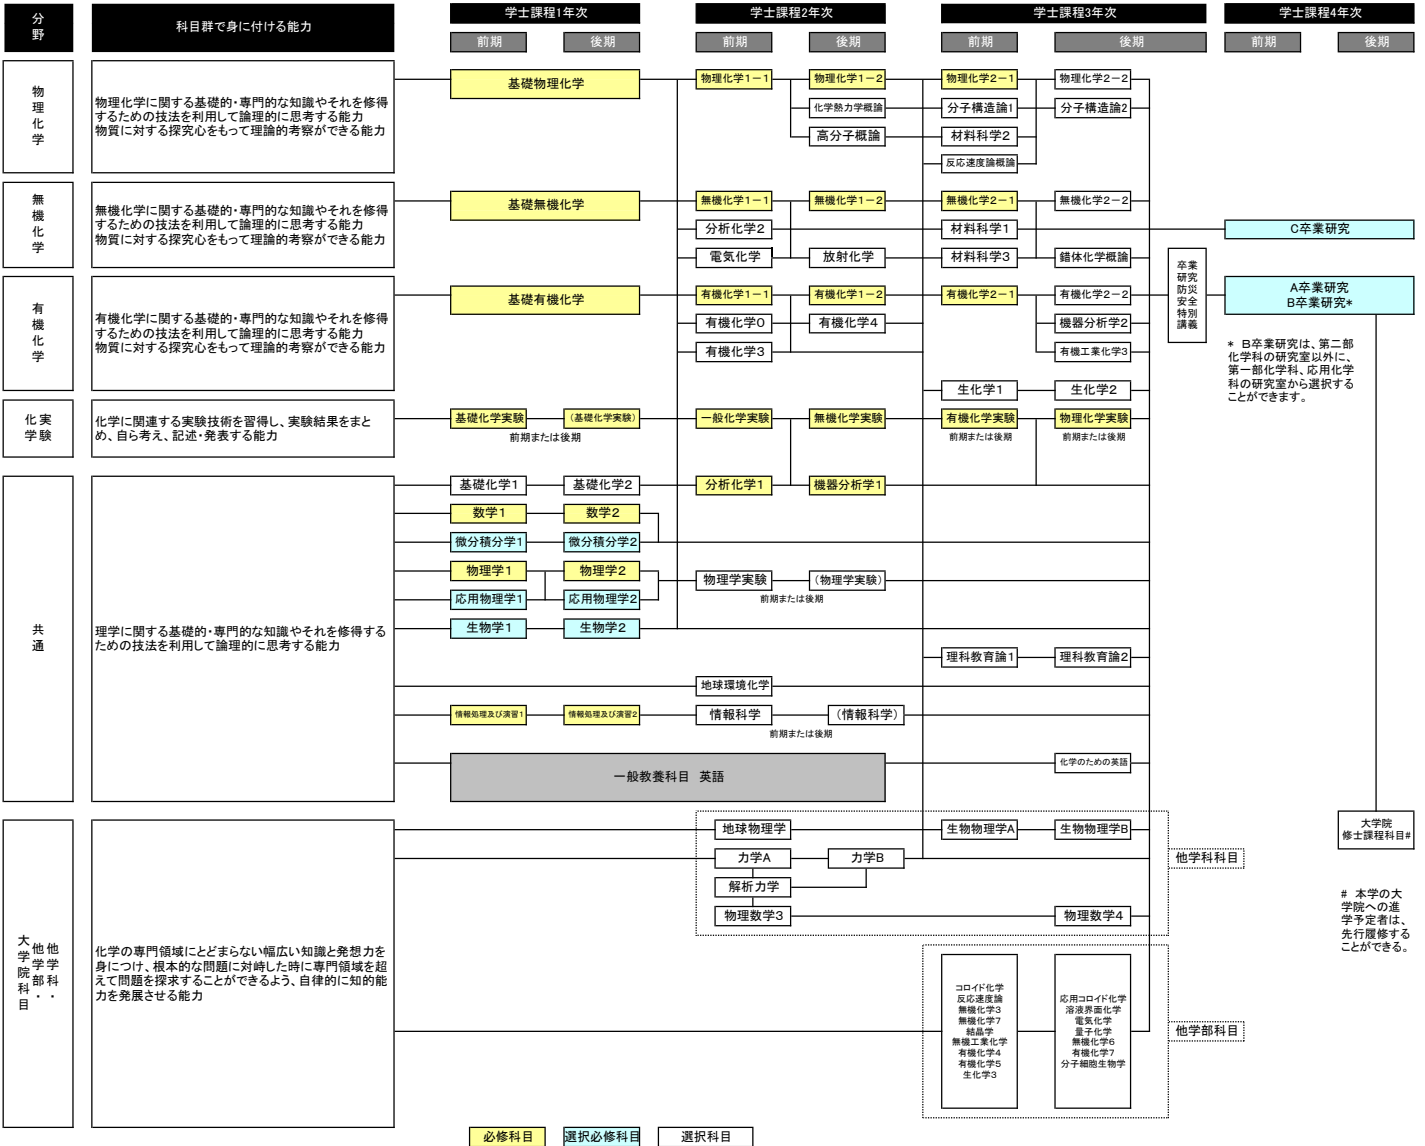 分野
科目群で身に付ける能力
学士課程1年次
学士課程2年次
学士課程3年次
学士課程4年次
前期
後期
前期
後期
前期
後期
前期
後期
物理化学
物理化学に関する基礎的・専門的な知識やそれを修得
するための技法を利用して論理的に思考する能力
物質に対する探究心をもって理論的考察ができる能力
基礎物理化学
物理化学1-1
物理化学1-2
物理化学2-1
物理化学2-2
化学熱力学概論
分子構造論1
分子構造論2
高分子概論
材料科学2
反応速度論概論
無機化学
無機化学に関する基礎的・専門的な知識やそれを修得
するための技法を利用して論理的に思考する能力
物質に対する探究心をもって理論的考察ができる能力
基礎無機化学
無機化学1-1
無機化学1-2
無機化学2-1
無機化学2-2
分析化学2
材料科学1
C卒業研究
電気化学
放射化学
材料科学3
錯体化学概論
卒業
研究
防災
安全
特別
講義
有機化学
有機化学に関する基礎的・専門的な知識やそれを修得
するための技法を利用して論理的に思考する能力
物質に対する探究心をもって理論的考察ができる能力
基礎有機化学
有機化学1-1
有機化学1-2
有機化学2-1
有機化学2-2
A卒業研究
B卒業研究*
有機化学0
有機化学4
機器分析学2
有機化学3
有機工業化学3
* B卒業研究は、第二部
化学科の研究室以外に、
第一部化学科、応用化学
科の研究室から選択する
ことができます。
生化学1
生化学2
化学実験
化学に関連する実験技術を習得し、実験結果をまと
め、自ら考え、記述・発表する能力
基礎化学実験
(基礎化学実験)
一般化学実験
無機化学実験
有機化学実験
物理化学実験
前期または後期
前期または後期
前期または後期
共通
理学に関する基礎的・専門的な知識やそれを修得する
ための技法を利用して論理的に思考する能力
基礎化学1
基礎化学2
分析化学1
機器分析学1
数学1
数学2
微分積分学1
微分積分学2
物理学1
物理学2
物理学実験
(物理学実験)
応用物理学1
応用物理学2
前期または後期
生物学1
生物学2
理科教育論1
理科教育論2
地球環境化学
情報処理及び演習1
情報処理及び演習2
情報科学
(情報科学)
前期または後期
一般教養科目 英語
化学のための英語
他学科・
他学部・
大学院科目
化学の専門領域にとどまらない幅広い知識と発想力を
身につけ、根本的な問題に対峙した時に専門領域を超
えて問題を探求することができるよう、自律的に知的能
力を発展させる能力
地球物理学
生物物理学A
生物物理学B
大学院
修士課程科目#
力学A
力学B
他学科科目
解析力学
物理数学3
物理数学4
# 本学の大
学院への進
学予定者は、
先行履修する
ことができる。
コロイド化学
反応速度論
無機化学3
無機化学7
結晶学
無機工業化学
有機化学4
有機化学5
生化学3
応用コロイド化学
溶液界面化学
電気化学
量子化学
無機化学6
有機化学7
分子細胞生物学
他学部科目
必修科目
選択必修科目
選択科目